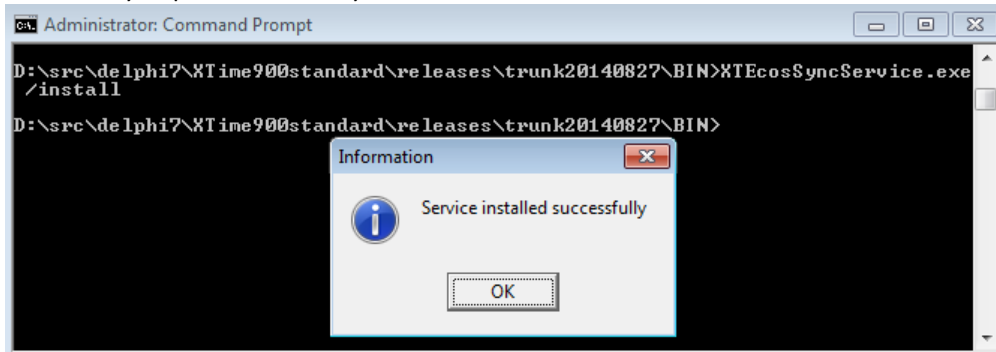 Administrator: Command Prompt
D:\src\delphi7\XTime900standard\releases\trunk20140827\BIN>XTEcosSyncService.exe
/install
D:\src\delphi7\XTime900standard\releases\trunk20140827\BIN>
Information
Service installed successfully
OK